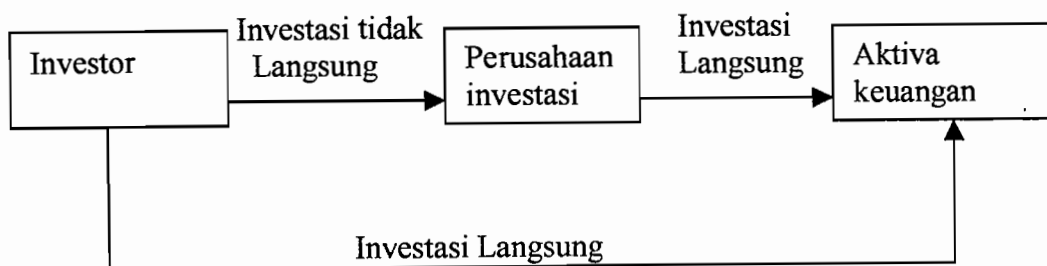 Investor
Investasi tidak
Langsung
Perusahaan
investasi
Investasi
Langsung
Aktiva
keuangan
Investasi Langsung